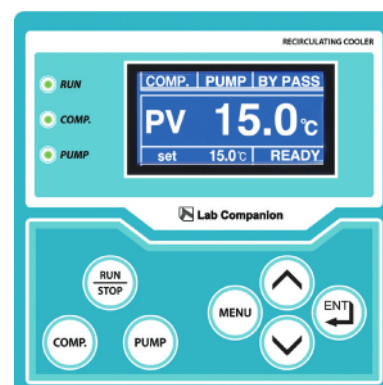 RECIRCULATING COOLER
RUN
COMP.
PUMP
COMP. PUMP BY PASS
PV 15.0℃
set 15.0℃ READY
Lab Companion
RUN
STOP
COMP.
PUMP
MENU
ENT